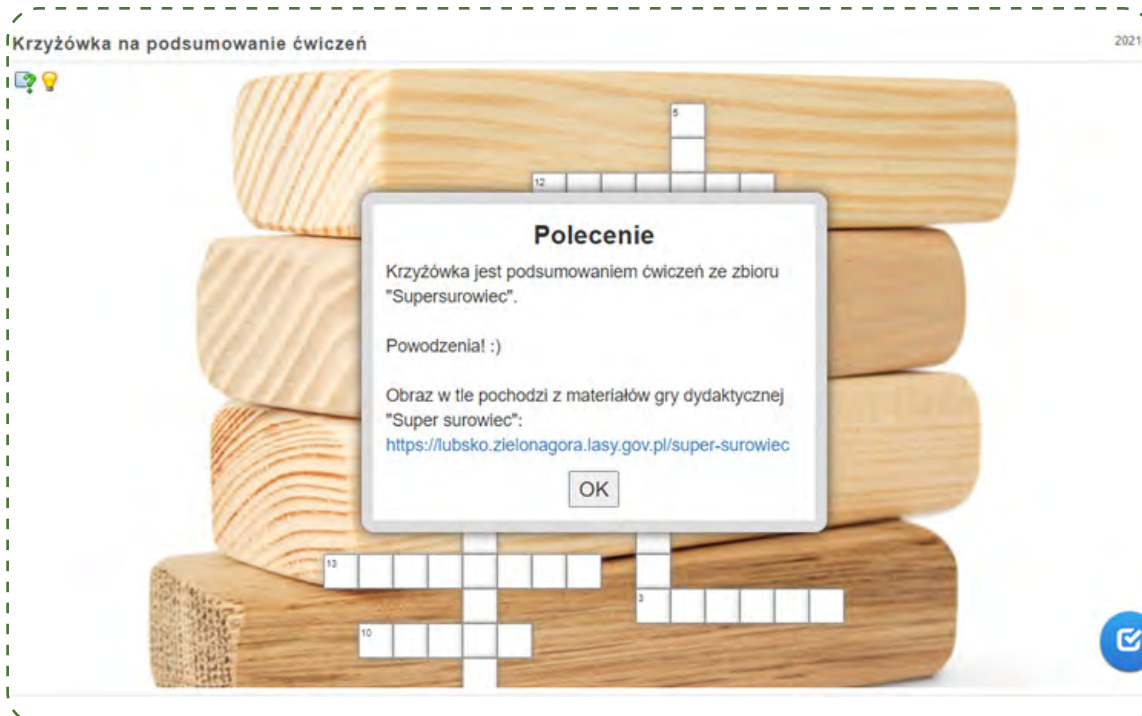 Krzyżówka na podsumowanie ćwiczeń
2021
5
12
Polecenie
Krzyżówka jest podsumowaniem ćwiczeń ze zbioru
"Supersurowiec".
Powodzenia! :)
Obraz w tle pochodzi z materiałów gry dydaktycznej
"Super surowiec":
https://lubsko.zielonagora.lasy.gov.pl/super-surowiec
OK
13
3
10